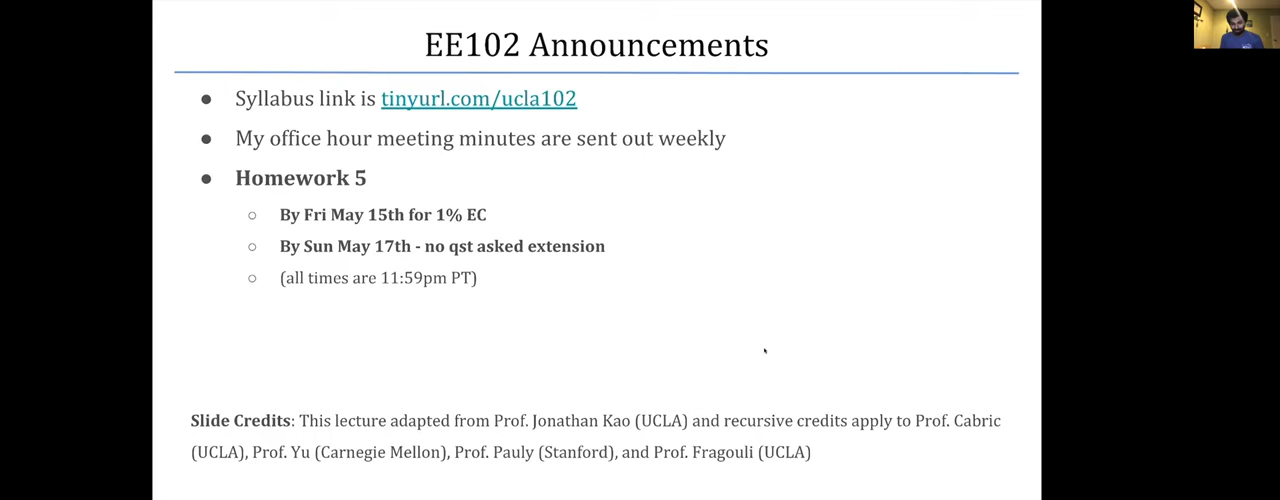 EE102 Announcements
● Syllabus link is tinyurl.com/ucla102
● My office hour meeting minutes are sent out weekly
● Homework 5
○ By Fri May 15th for 1% EC
○ By Sun May 17th - no qst asked extension
○ (all times are 11:59pm PT)
Slide Credits: This lecture adapted from Prof. Jonathan Kao (UCLA) and recursive credits apply to Prof. Cabric
(UCLA), Prof. Yu (Carnegie Mellon), Prof. Pauly (Stanford), and Prof. Fragouli (UCLA)